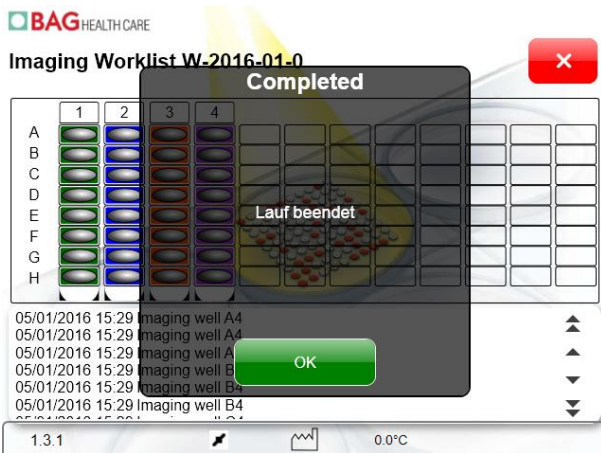 BAG HEALTH CARE
Imaging Worklist W-2016-01-0
Completed
1 2 3 4
A
B
C
D
E
Lauf beendet
F
G
H
05/01/2016 15:29 Imaging well A4
05/01/2016 15:29 Imaging well A4
05/01/2016 15:29 Imaging well A
05/01/2016 15:29 Imaging well B
05/01/2016 15:29 Imaging well B4
05/01/2016 15:29 Imaging well B4
OK
1.3.1 0.0°C